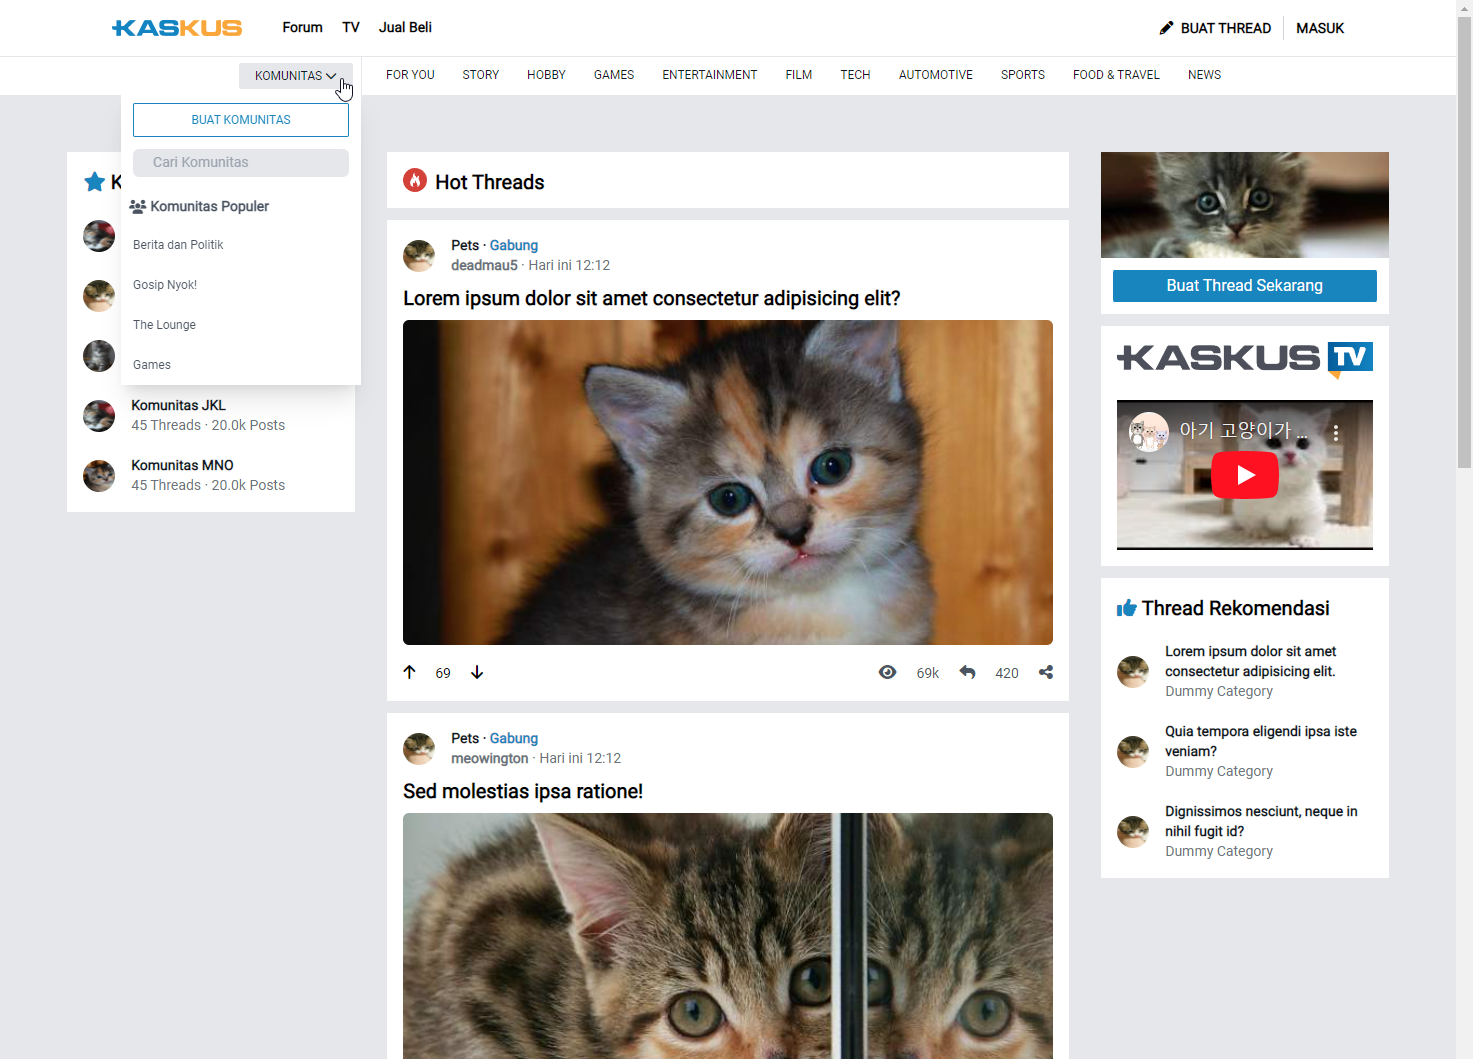 KASKUS
Forum TV Jual Beli
BUAT THREAD MASUK
KOMUNITAS
FOR YOU STORY HOBBY GAMES ENTERTAINMENT FILM TECH AUTOMOTIVE SPORTS FOOD & TRAVEL NEWS
BUAT KOMUNITAS
Cari Komunitas
Komunitas Populer
Berita dan Politik
Gosip Nyok!
The Lounge
Games
Komunitas JKL
45 Threads · 20.0k Posts
Komunitas MNO
45 Threads · 20.0k Posts
Hot Threads
Pets · Gabung
deadmau5 · Hari ini 12:12
Lorem ipsum dolor sit amet consectetur adipisicing elit?
69
69k
420
Pets · Gabung
meowington · Hari ini 12:12
Sed molestias ipsa ratione!
Buat Thread Sekarang
KASKUS TV
아기 고양이가 ...
Thread Rekomendasi
Lorem ipsum dolor sit amet
consectetur adipisicing elit.
Dummy Category
Quia tempora eligendi ipsa iste
veniam?
Dummy Category
Dignissimos nesciunt, neque in
nihil fugit id?
Dummy Category